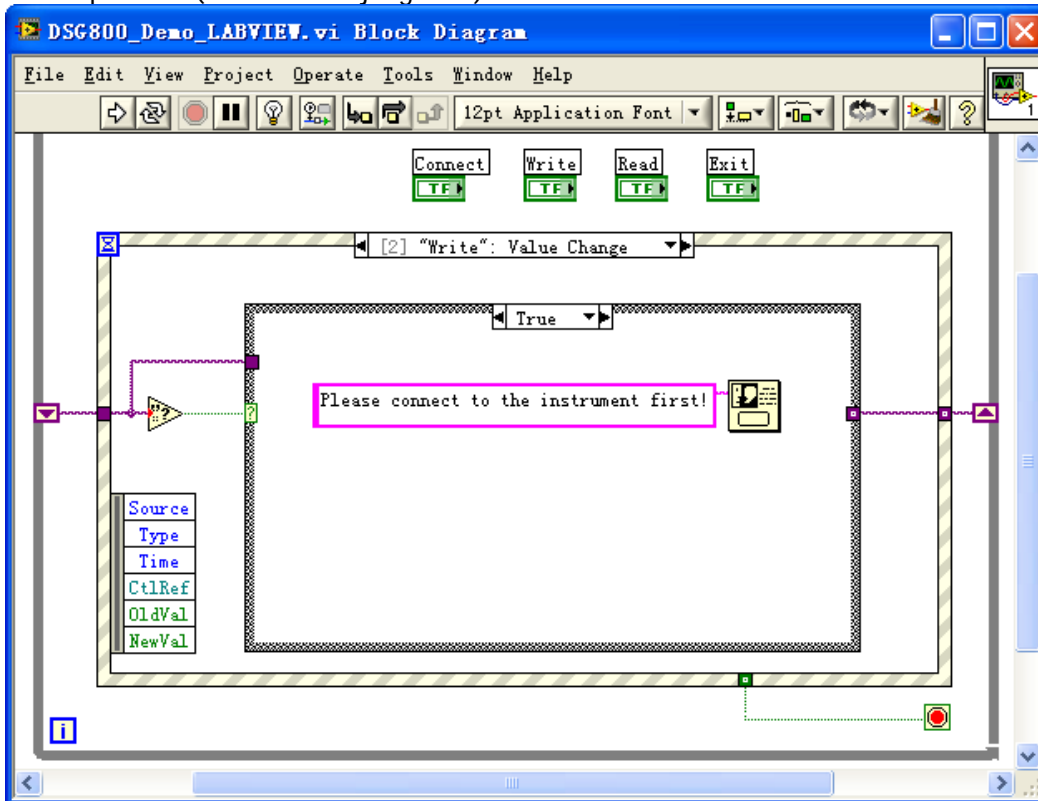 DSG800_Demo_LABVIEW.vi Block Diagram
File Edit View Project Operate Tools Window Help
12pt Application Font
1
Connect Write Read Exit
TF TF TF TF
[2] "Write": Value Change
True
Please connect to the instrument first!
Source
Type
Time
CtlRef
OldVal
NewVal
i